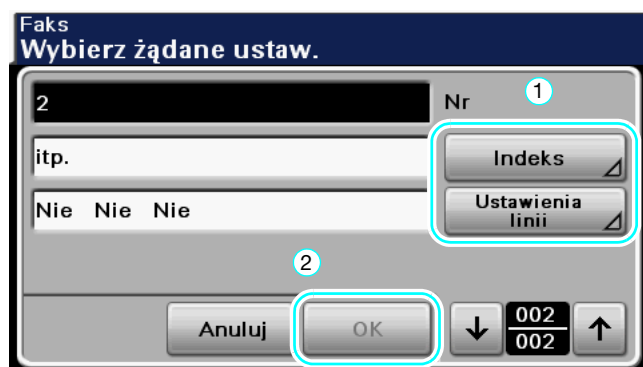 Faks
Wybierz żądane ustaw.
2
Nr
1
itp.
Indeks
Nie Nie Nie
Ustawienia
linii
2
Anuluj
OK
002
002